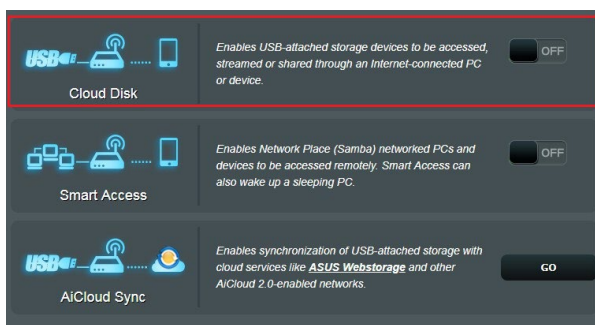 USB
Cloud Disk
Enables USB-attached storage devices to be accessed,
streamed or shared through an Internet-connected PC
or device.
OFF
Smart Access
Enables Network Place (Samba) networked PCs and
devices to be accessed remotely. Smart Access can
also wake up a sleeping PC.
OFF
USB
AiCloud Sync
Enables synchronization of USB-attached storage with
cloud services like ASUS Webstorage and other
AiCloud 2.0-enabled networks.
GO